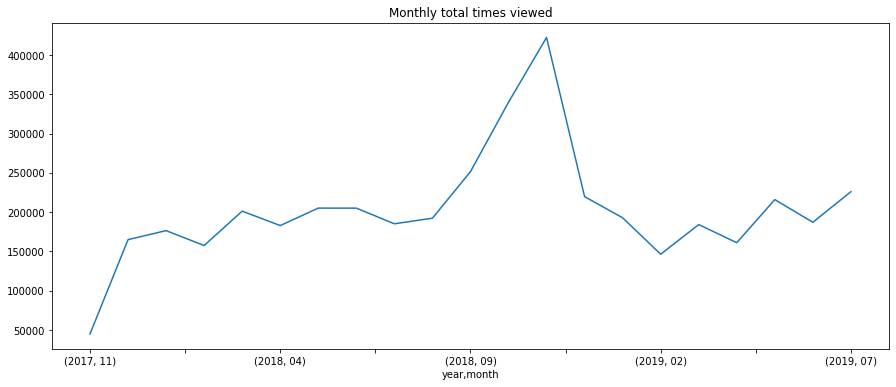 Monthly total times viewed
400000
350000
300000
250000
200000
150000
100000
50000
(2017, 11) (2018, 04) (2018, 09) (2019, 02) (2019, 07)
year,month